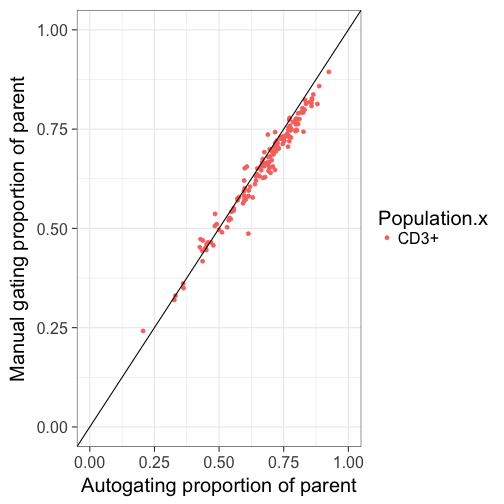 1.00
0.75
0.50
0.25
0.00
Manual gating proportion of parent
0.00 0.25 0.50 0.75 1.00
Autogating proportion of parent
Population.x
CD3+